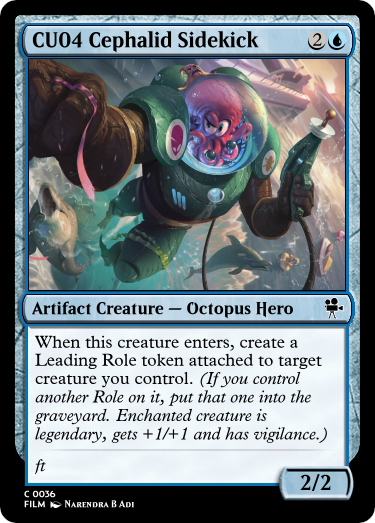 CU04 Cephalid Sidekick 2
Artifact Creature — Octopus Hero
When this creature enters, create a
Leading Role token attached to target
creature you control. (If you control
another Role on it, put that one into the
graveyard. Enchanted creature is
legendary, gets +1/+1 and has vigilance.)
ft
2/2
C 0036
FILM Narendra B Adi